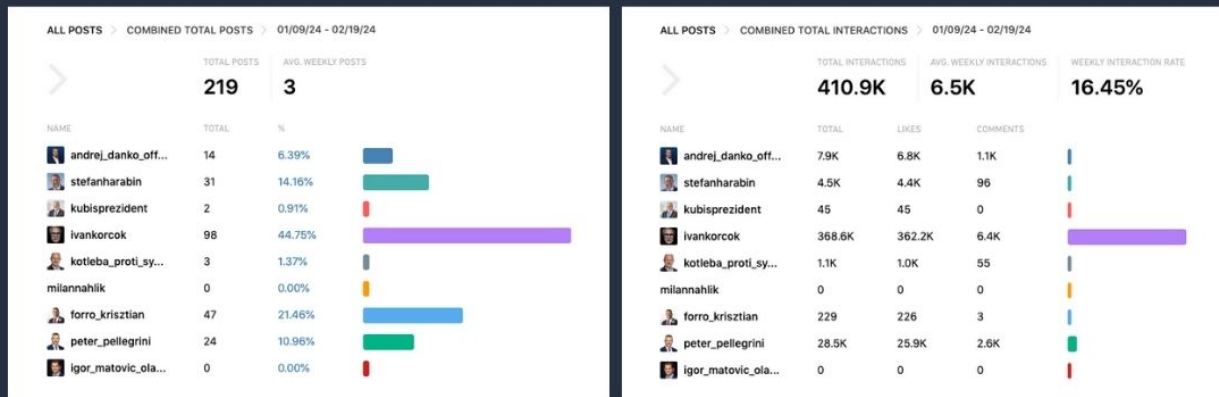 ALL POSTS > COMBINED TOTAL POSTS > 01/09/24 - 02/19/24
TOTAL POSTS AVG. WEEKLY POSTS
219 3
NAME TOTAL %
andrej_danko_off... 14 6.39%
stefanharabin 31 14.16%
kubisprezident 2 0.91%
ivankorcok 98 44.75%
kotleba_proti_sy... 3 1.37%
milannahlik 0 0.00%
forro_krisztian 47 21.46%
peter_pellegrini 24 10.96%
igor_matovic_ola... 0 0.00%
ALL POSTS > COMBINED TOTAL INTERACTIONS > 01/09/24 - 02/19/24
TOTAL INTERACTIONS AVG. WEEKLY INTERACTIONS WEEKLY INTERACTION RATE
410.9K 6.5K 16.45%
NAME TOTAL LIKES COMMENTS
andrej_danko_off... 7.9K 6.8K 1.1K
stefanharabin 4.5K 4.4K 96
kubisprezident 45 45 0
ivankorcok 368.6K 362.2K 6.4K
kotleba_proti_sy... 1.1K 1.0K 55
milannahlik 0 0 0
forro_krisztian 229 226 3
peter_pellegrini 28.5K 25.9K 2.6K
igor_matovic_ola... 0 0 0